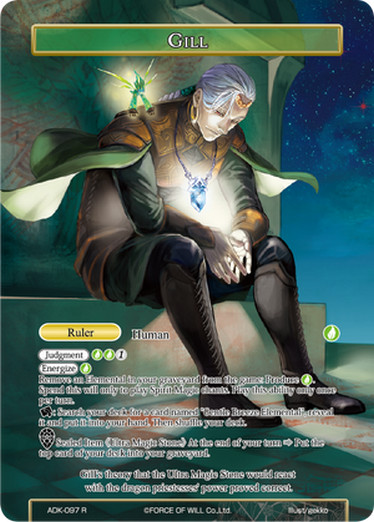 Gill
Ruler
Human
Judgment 1
Energize
Remove an Elemental in your graveyard from the game: Produce .
Spend this will only to play Spirit Magic chants. Play this ability only once
per turn.
: Search your deck for a card named "Gentle Breeze Elemental", reveal
it and put it into your hand. Then shuffle your deck.
Sealed Item (Ultra Magic Stone) At the end of your turn ⇒ Put the
top card of your deck into your graveyard.
Gill's theory that the Ultra Magic Stone would react
with the dragon priestesses' power proved correct.
ADK-097 R
©FORCE OF WILL Co.,Ltd.
Illust/gokko